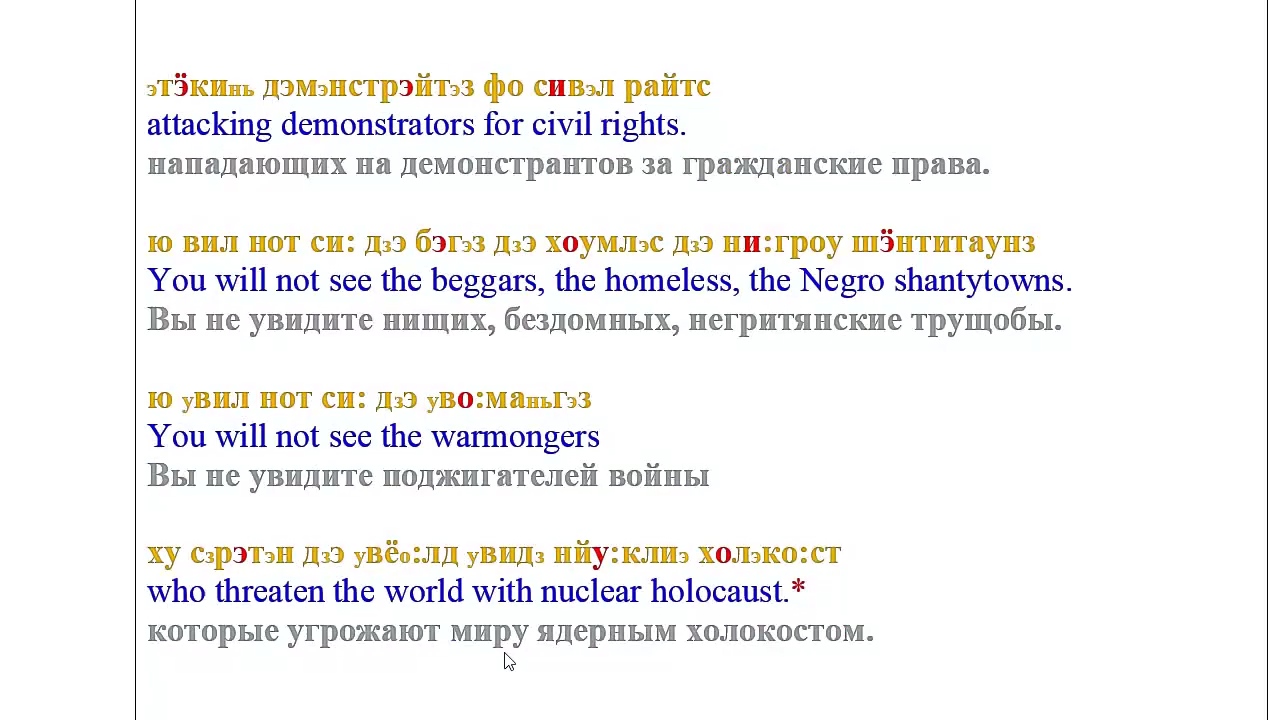 этӭкинь дэмэнстрэйтэз фо сивэл райтс
attacking demonstrators for civil rights.
нападающих на демонстрантов за гражданские права.
ю вил нот си: дзэ бэгэз дзэ хоумлэс дзэ ни:гроу шӭнтитаунз
You will not see the beggars, the homeless, the Negro shantytowns.
Вы не увидите нищих, бездомных, негритянские трущобы.
ю увил нот си: дзэ уво:маньгэз
You will not see the warmongers
Вы не увидите поджигателей войны
ху сзрэтэн дзэ увёо:лд увидз нйу:клиэ холэко:ст
who threaten the world with nuclear holocaust.*
которые угрожают миру ядерным холокостом.